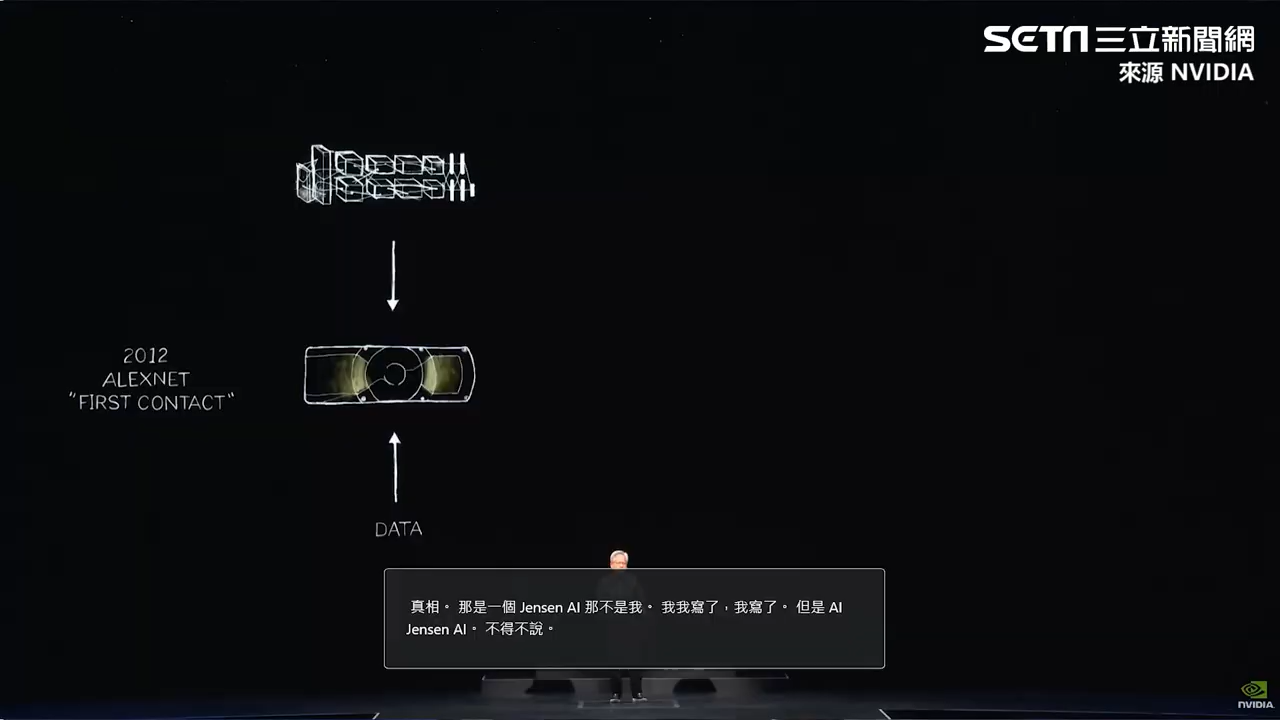 SETN三立新聞網
來源 NVIDIA
2012
ALEXNET
"FIRST CONTACT"
DATA
真相。 那是一個 Jensen AI 那不是我。 我我寫了，我寫了。 但是 AI
Jensen AI。 不得不說。
NVIDIA